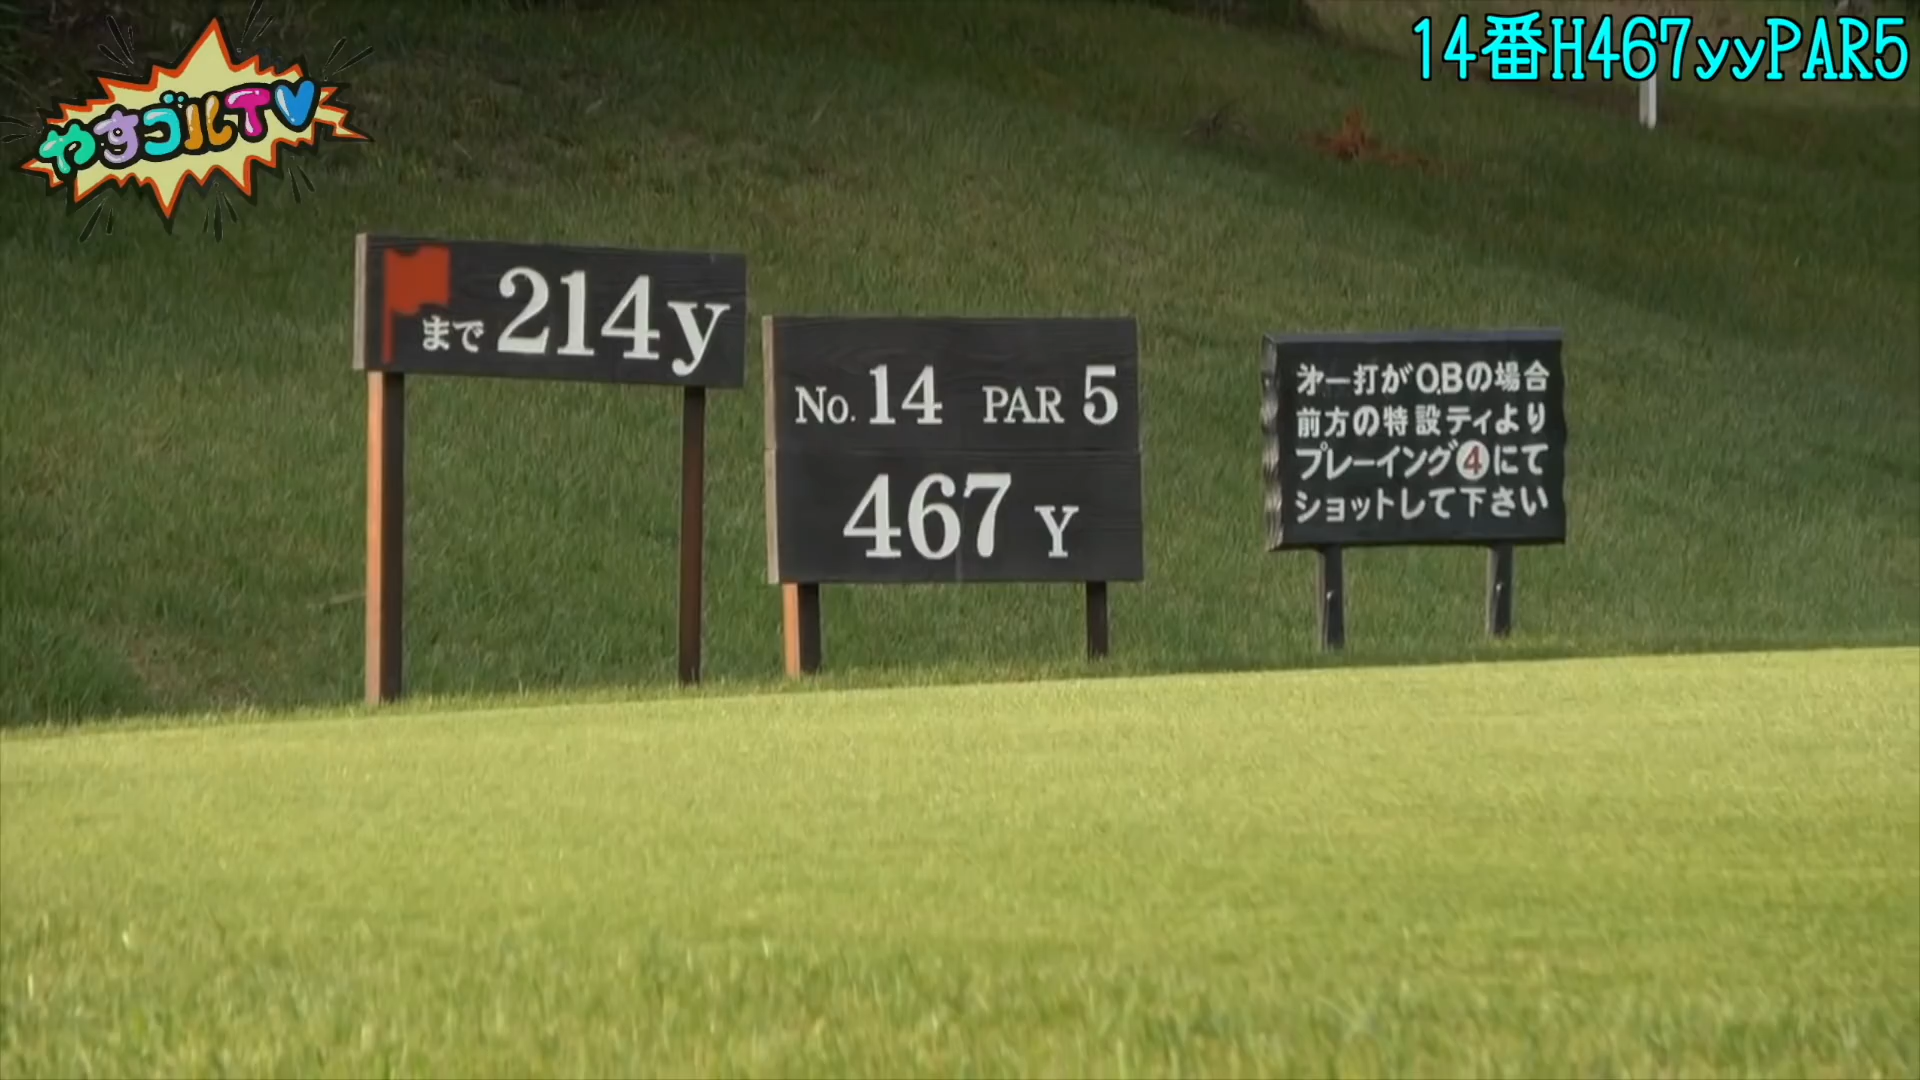 やすゴルTV
14番H467yyPAR5
まで 214y
No. 14 PAR 5
467 Y
㐧一打がO.Bの場合
前方の特設ティより
プレーイング④にて
ショットして下さい